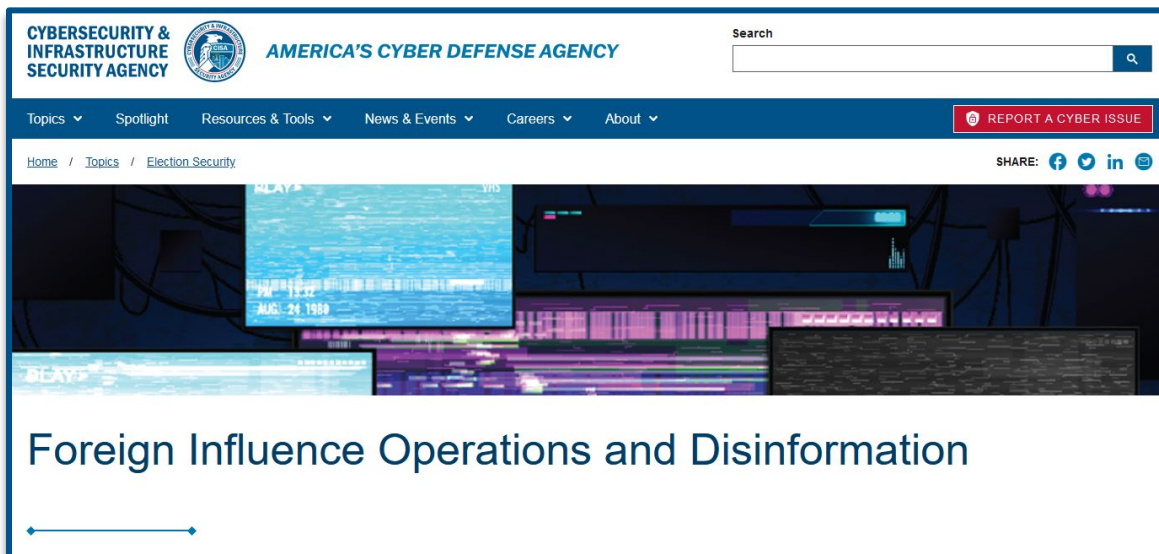 CYBERSECURITY &
INFRASTRUCTURE
SECURITY AGENCY
CISA
AMERICA'S CYBER DEFENSE AGENCY
Search
Topics Spotlight Resources & Tools News & Events Careers About REPORT A CYBER ISSUE
Home / Topics / Election Security SHARE:
PLAY
VHS
PM 13:32
AUG. 24 1980
PLAY
Foreign Influence Operations and Disinformation